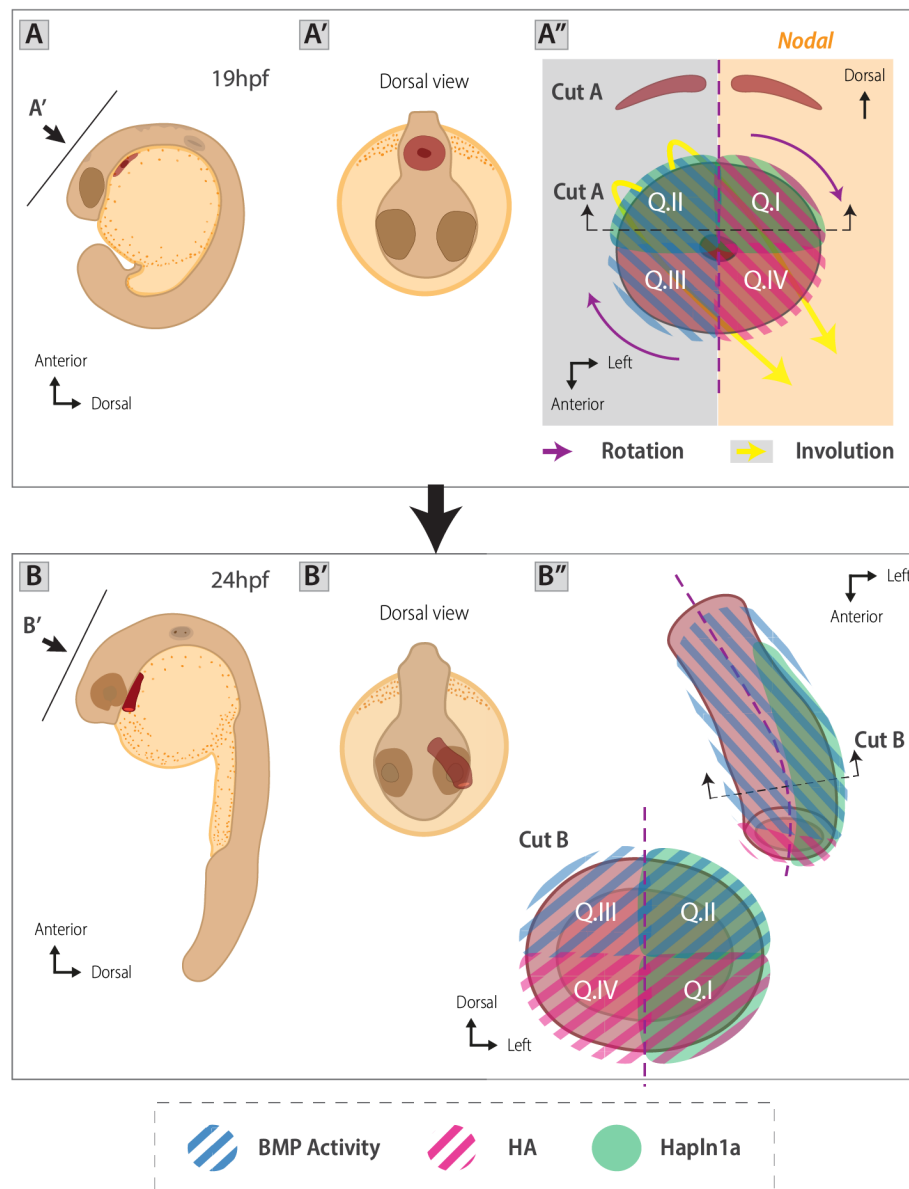 A
19hpf
A'
Anterior
Dorsal
A'
Dorsal view
A"
Nodal
Cut A
Dorsal
Cut A
Q.II
Q.I
Q.III
Q.IV
Left
Anterior
Rotation
Involution
B
24hpf
B'
Anterior
Dorsal
B'
Dorsal view
B"
Left
Anterior
Cut B
Cut B
Q.III
Q.II
Q.IV
Q.I
Dorsal
Left
BMP Activity
HA
Hapln1a